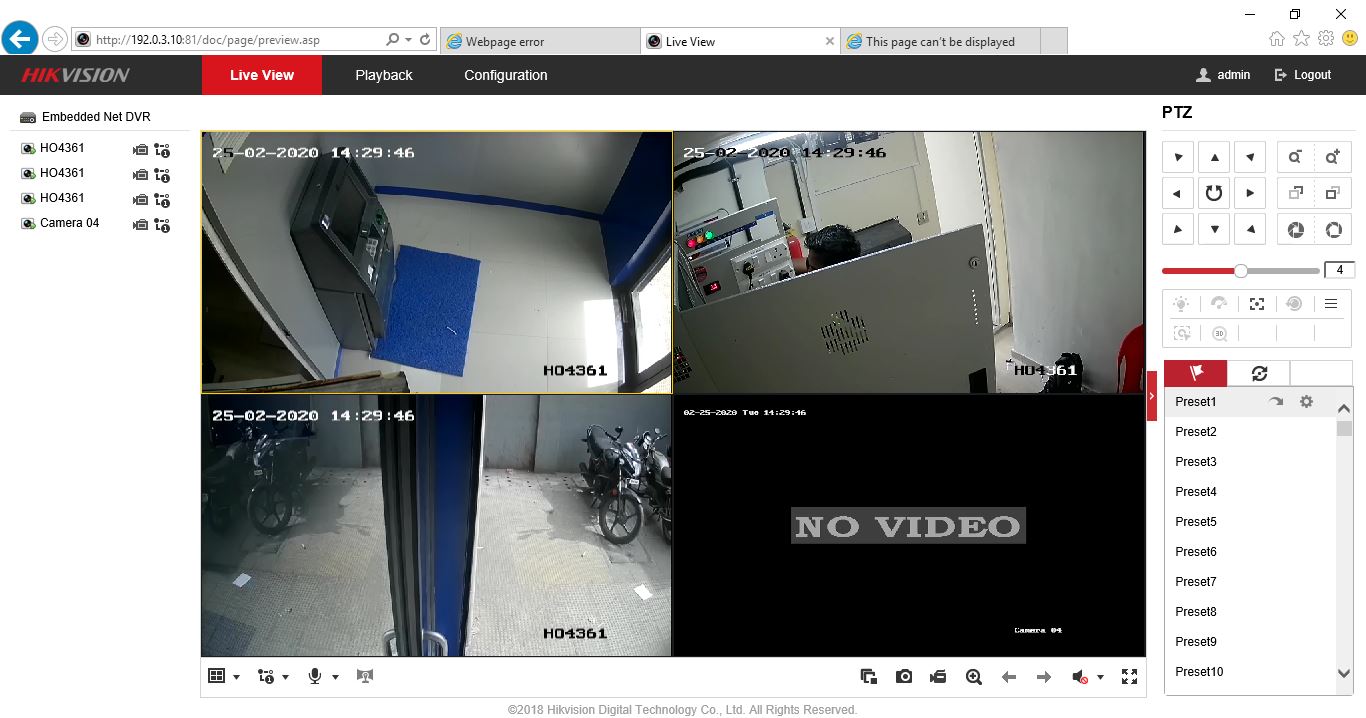 http://192.0.3.10:81/doc/page/preview.asp
Webpage error
Live View
This page can't be displayed
HIKVISION
Live View
Playback
Configuration
admin
Logout
Embedded Net DVR
HO4361
HO4361
HO4361
Camera 04
25-02-2020 14:29:46
HO4361
25-02-2020 14:29:46
HO4361
25-02-2020 14:29:46
HO4361
02-25-2020 Tue 14:29:46
NO VIDEO
Camera 04
PTZ
4
3D
Preset1
Preset2
Preset3
Preset4
Preset5
Preset6
Preset7
Preset8
Preset9
Preset10
©2018 Hikvision Digital Technology Co., Ltd. All Rights Reserved.